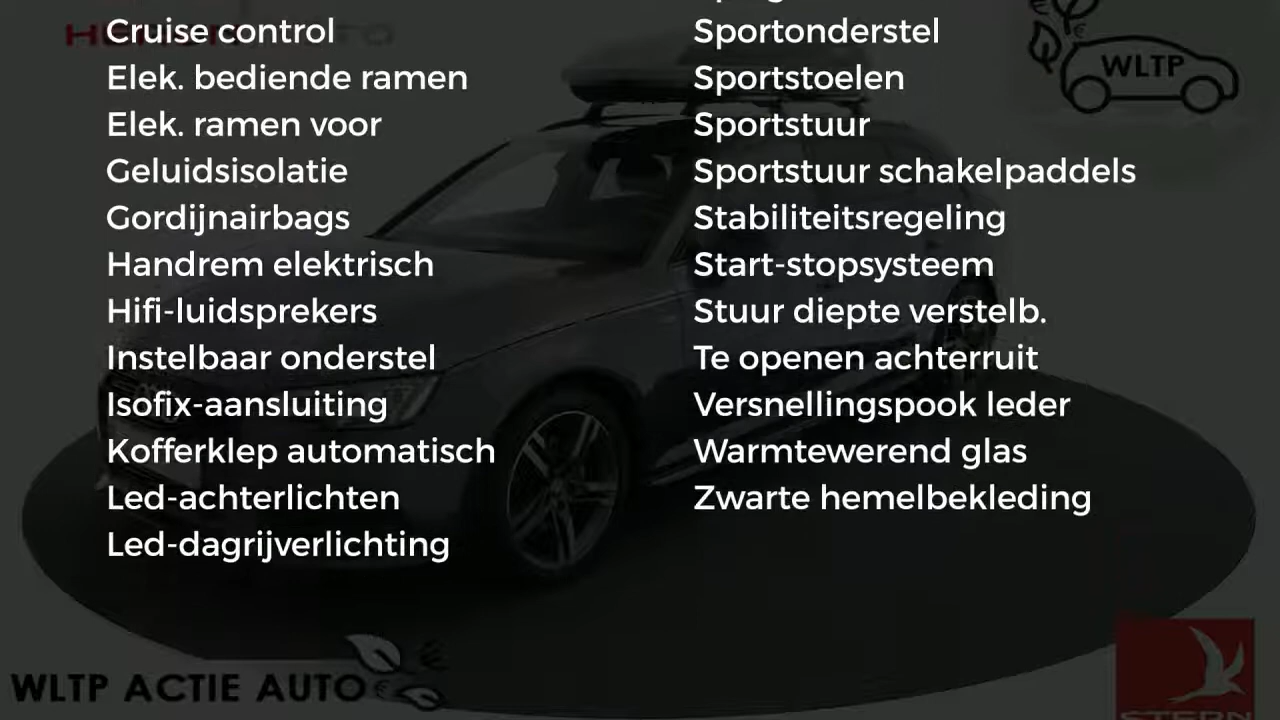 Cruise control
Elek. bediende ramen
Elek. ramen voor
Geluidsisolatie
Gordijnairbags
Handrem elektrisch
Hifi-luidsprekers
Instelbaar onderstel
Isofix-aansluiting
Kofferklep automatisch
Led-achterlichten
Led-dagrijverlichting
Sportonderstel
Sportstoelen
Sportstuur
Sportstuur schakelpaddels
Stabiliteitsregeling
Start-stopsysteem
Stuur diepte verstelb.
Te openen achterruit
Versnellingspook leder
Warmtewerend glas
Zwarte hemelbekleding
WLTP
WLTP ACTIE AUTO
STERN